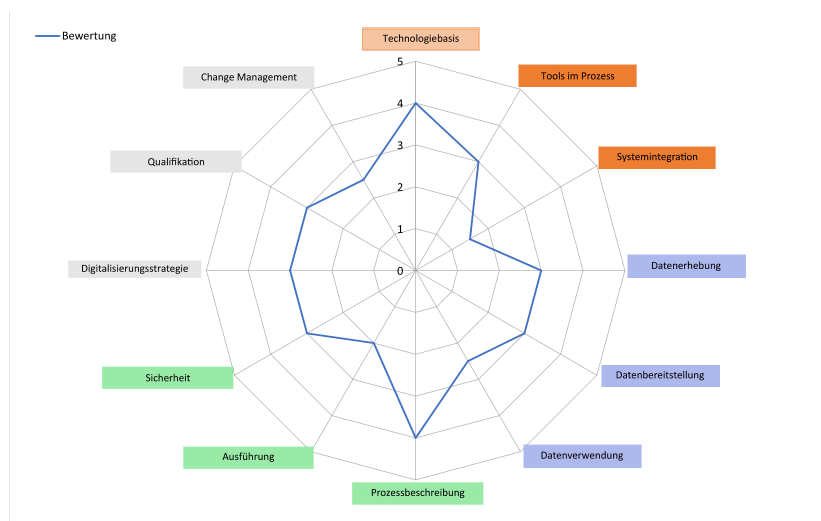 Bewertung
Technologiebasis
Tools im Prozess
Systemintegration
Datenerhebung
Datenbereitstellung
Datenverwendung
Prozessbeschreibung
Ausführung
Sicherheit
Digitalisierungsstrategie
Qualifikation
Change Management
5
4
3
2
1
0